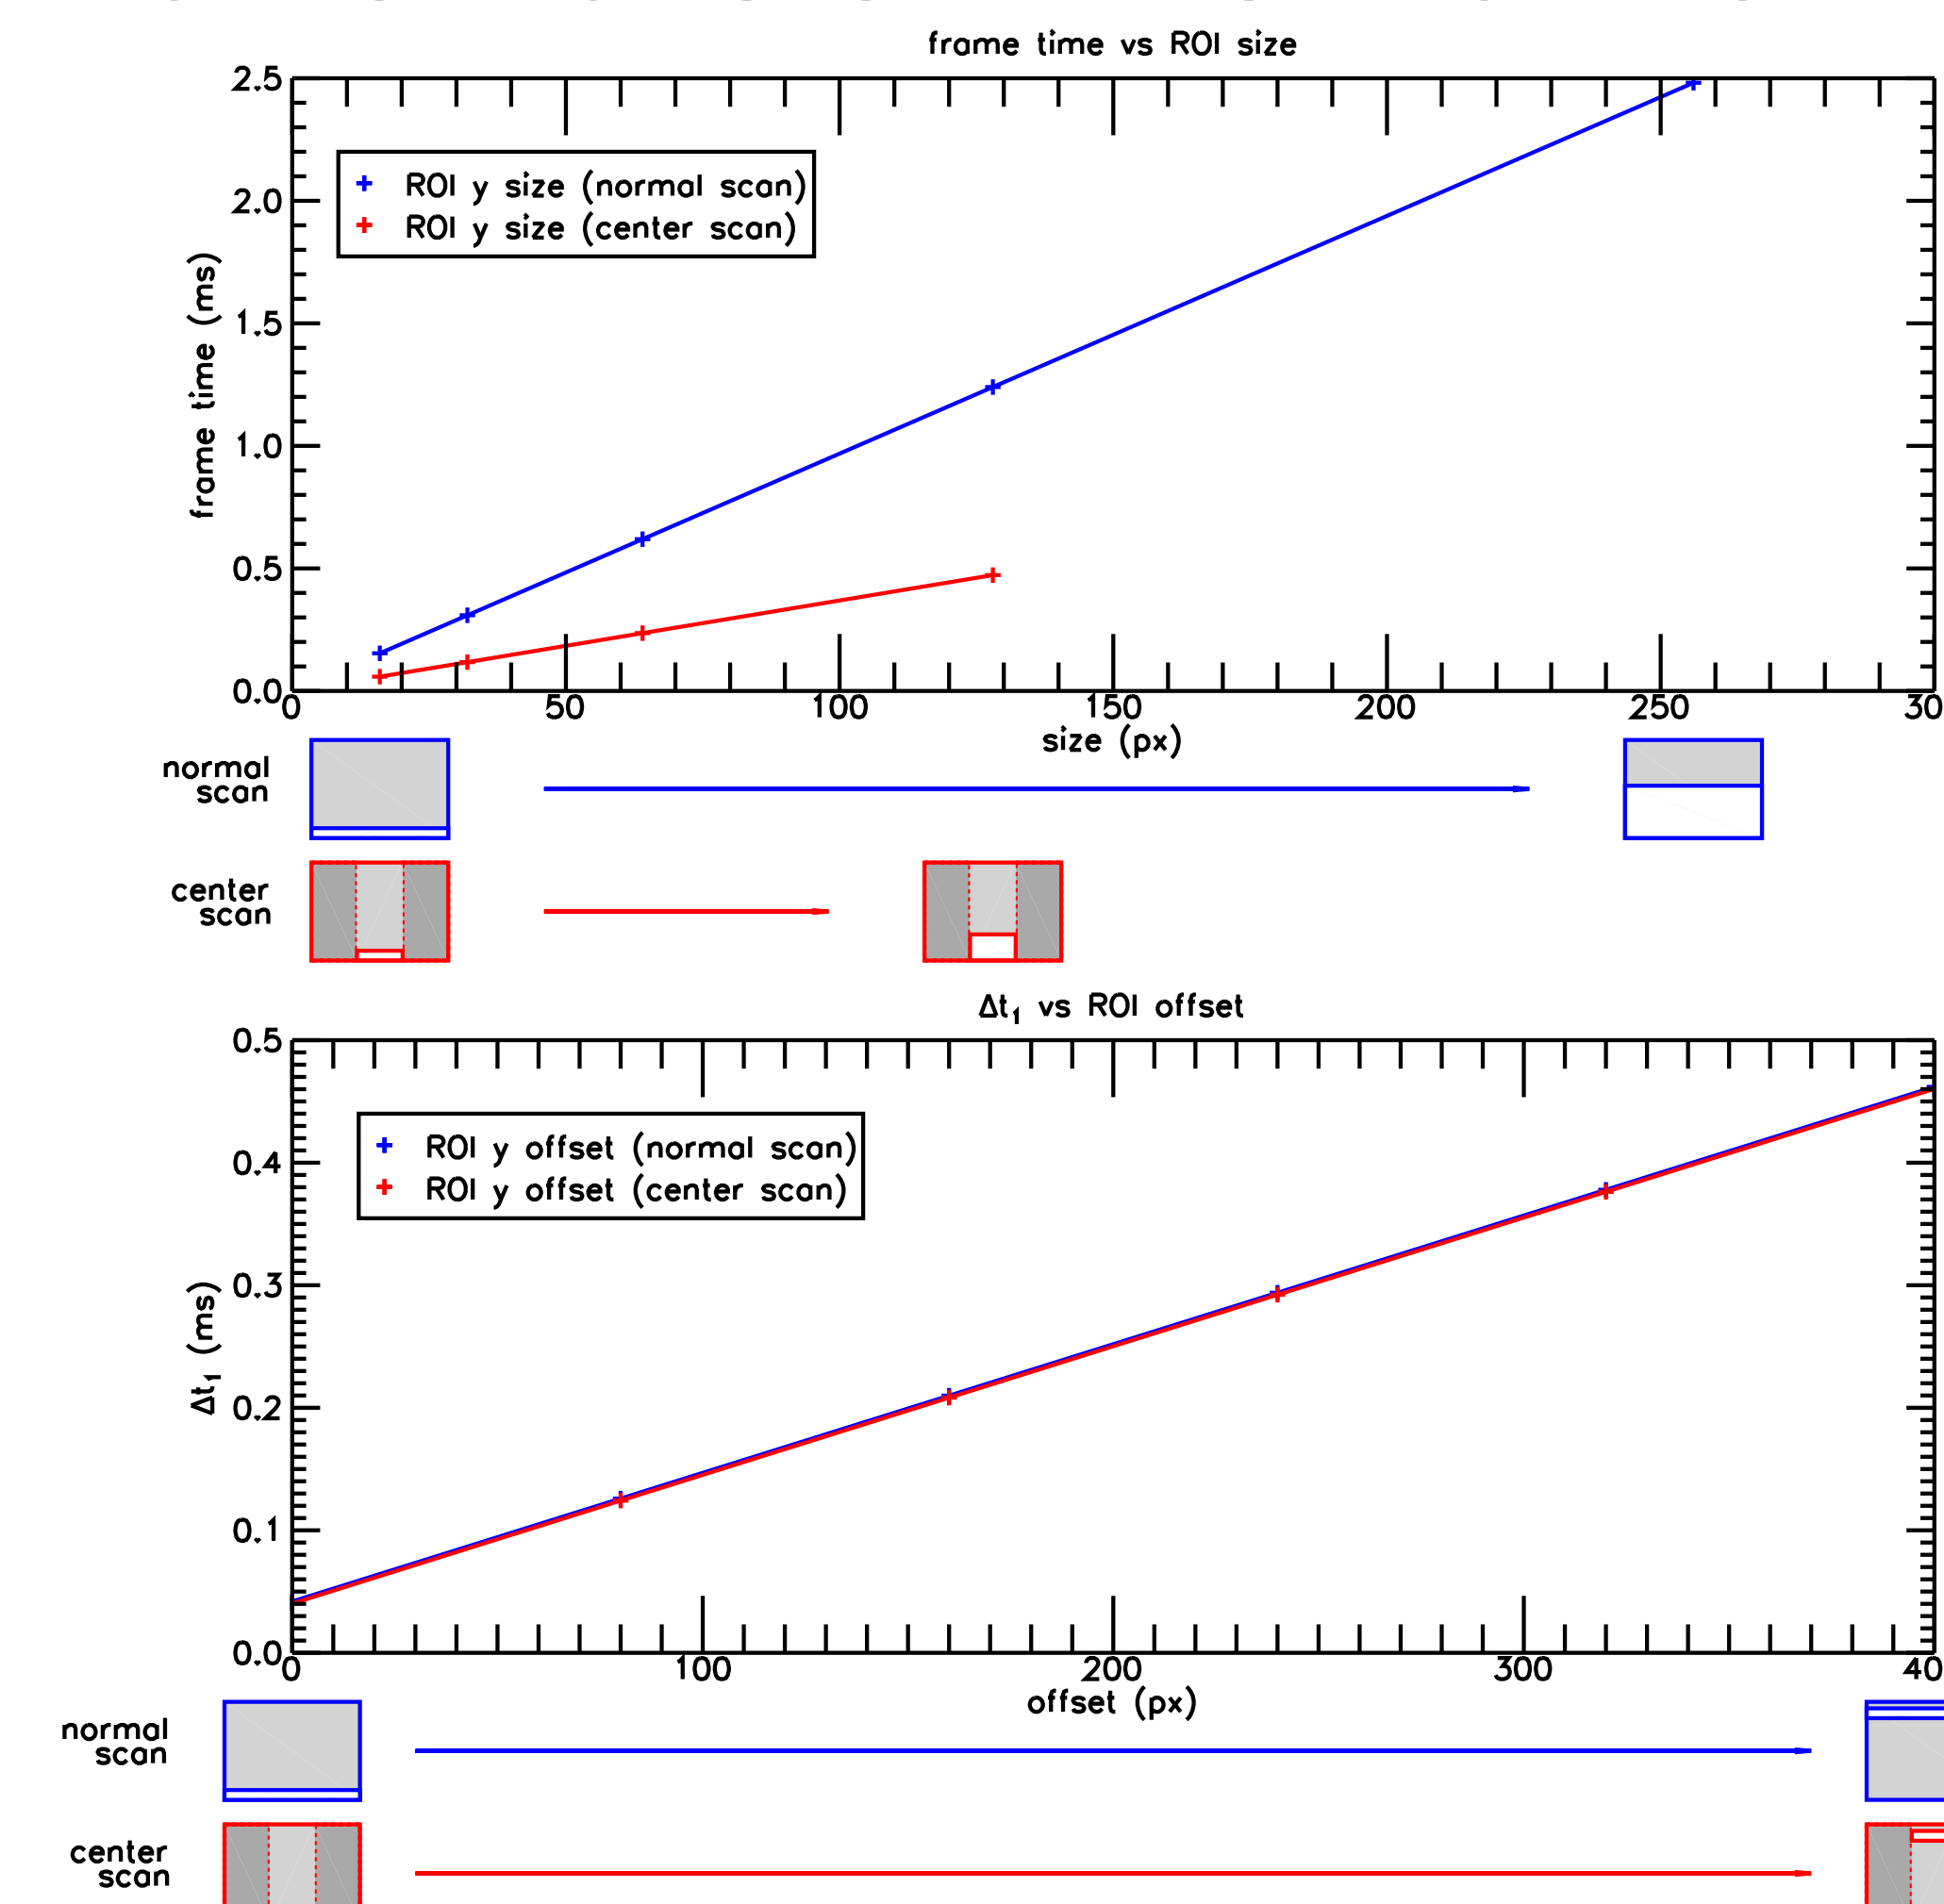 frame time vs ROI size
2.5
2.0
1.5
1.0
0.5
0.0
frame time (ms)
ROI y size (normal scan)
ROI y size (center scan)
0 50 100 150 200 250 30
size (px)
normal
scan
center
scan
Δt₁ vs ROI offset
0.5
0.4
0.3
0.2
0.1
0.0
Δt₁ (ms)
ROI y offset (normal scan)
ROI y offset (center scan)
0 100 200 300 40
offset (px)
normal
scan
center
scan